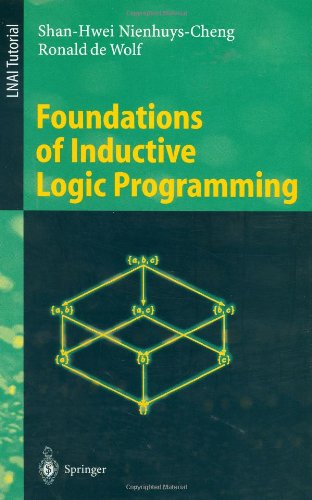 LNAI Tutorial
Shan-Hwei Nienhuys-Cheng
Ronald de Wolf
Foundations
of Inductive
Logic Programming
{a, b, c}
{a, b} {a, c} {b, c}
{a} {b} {c}
{}
Springer